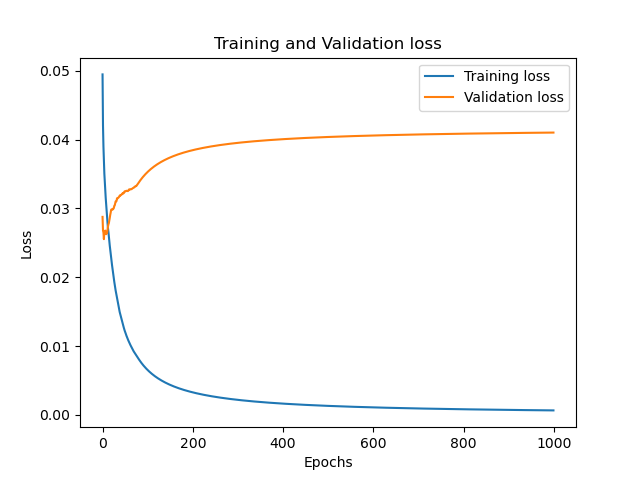 Training and Validation loss
Training loss
Validation loss
0.05
0.04
0.03
0.02
0.01
0.00
Loss
0 200 400 600 800 1000
Epochs